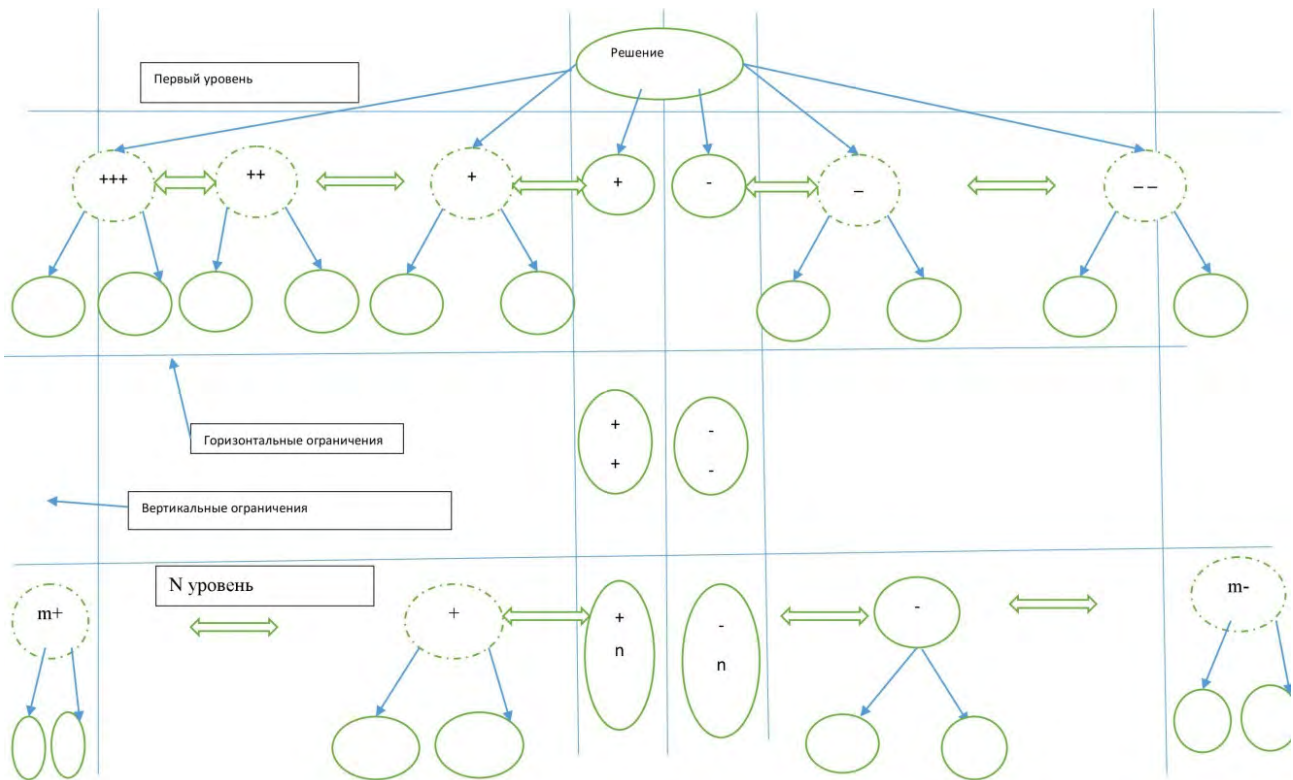 Решение
Первый уровень
+++
++
+
+
-
–
– –
+
+
-
-
Горизонтальные ограничения
Вертикальные ограничения
N уровень
m+
+
+
n
-
n
-
m-